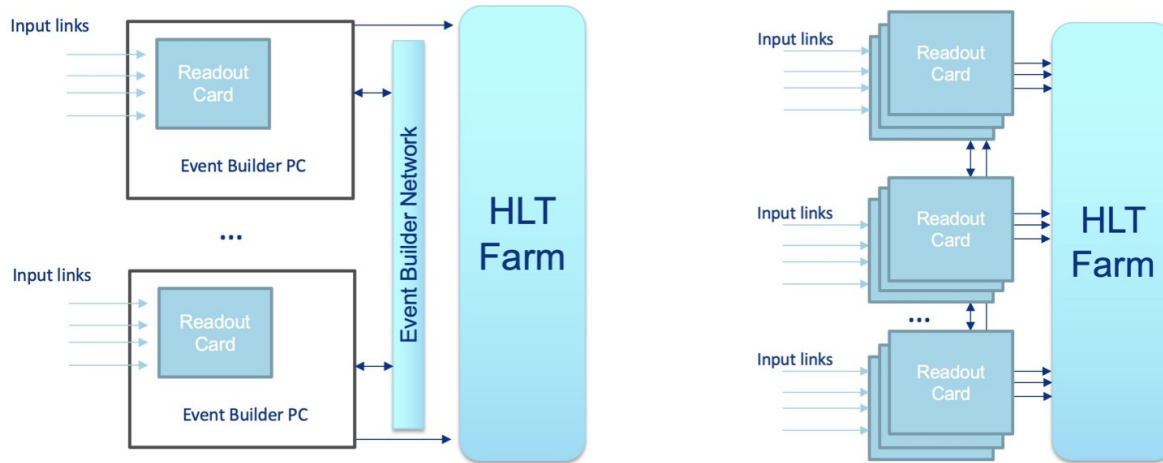 Input links
Readout
Card
Event Builder PC
...
Input links
Readout
Card
Event Builder PC
Event Builder Network
HLT
Farm
Input links
Readout
Card
Input links
Readout
Card
...
Input links
Readout
Card
HLT
Farm